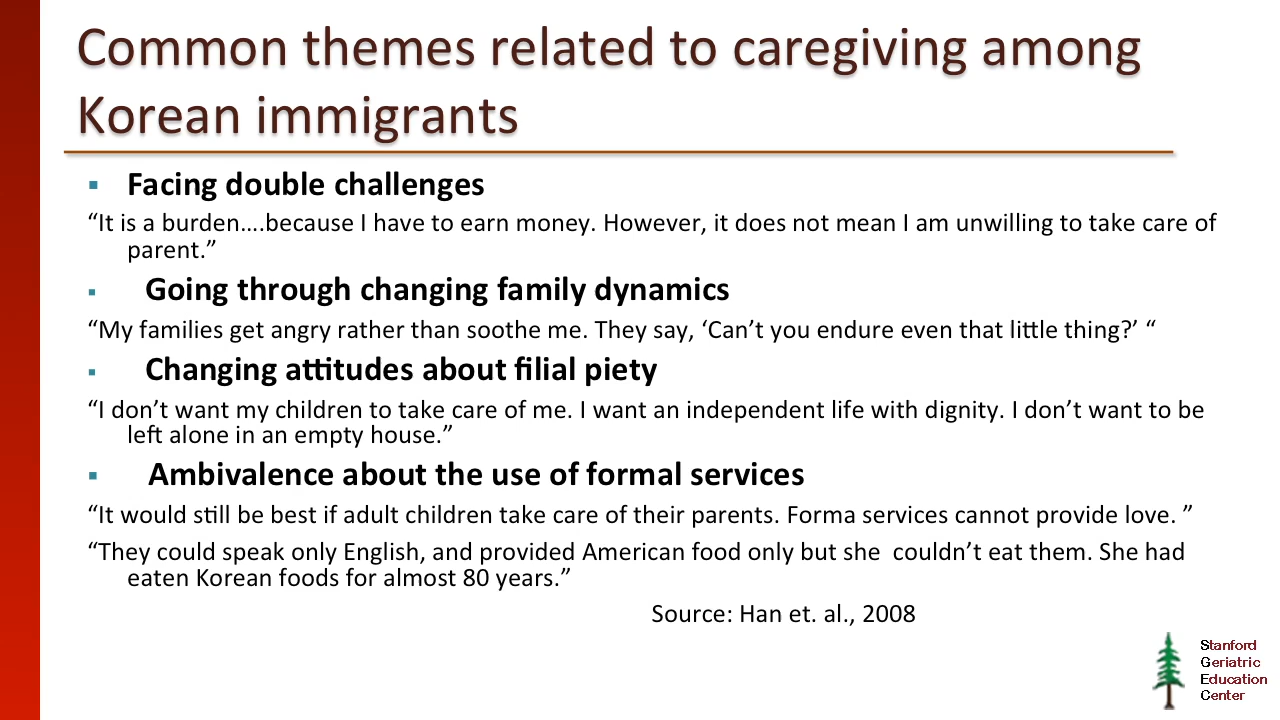 Common themes related to caregiving among
Korean immigrants
▪ Facing double challenges
“It is a burden….because I have to earn money. However, it does not mean I am unwilling to take care of
parent.”
▪ Going through changing family dynamics
“My families get angry rather than soothe me. They say, ‘Can’t you endure even that little thing?’ “
▪ Changing attitudes about filial piety
“I don’t want my children to take care of me. I want an independent life with dignity. I don’t want to be
left alone in an empty house.”
▪ Ambivalence about the use of formal services
“It would still be best if adult children take care of their parents. Forma services cannot provide love. ”
“They could speak only English, and provided American food only but she  couldn’t eat them. She had
eaten Korean foods for almost 80 years.”
Source: Han et. al., 2008
Stanford
Geriatric
Education
Center